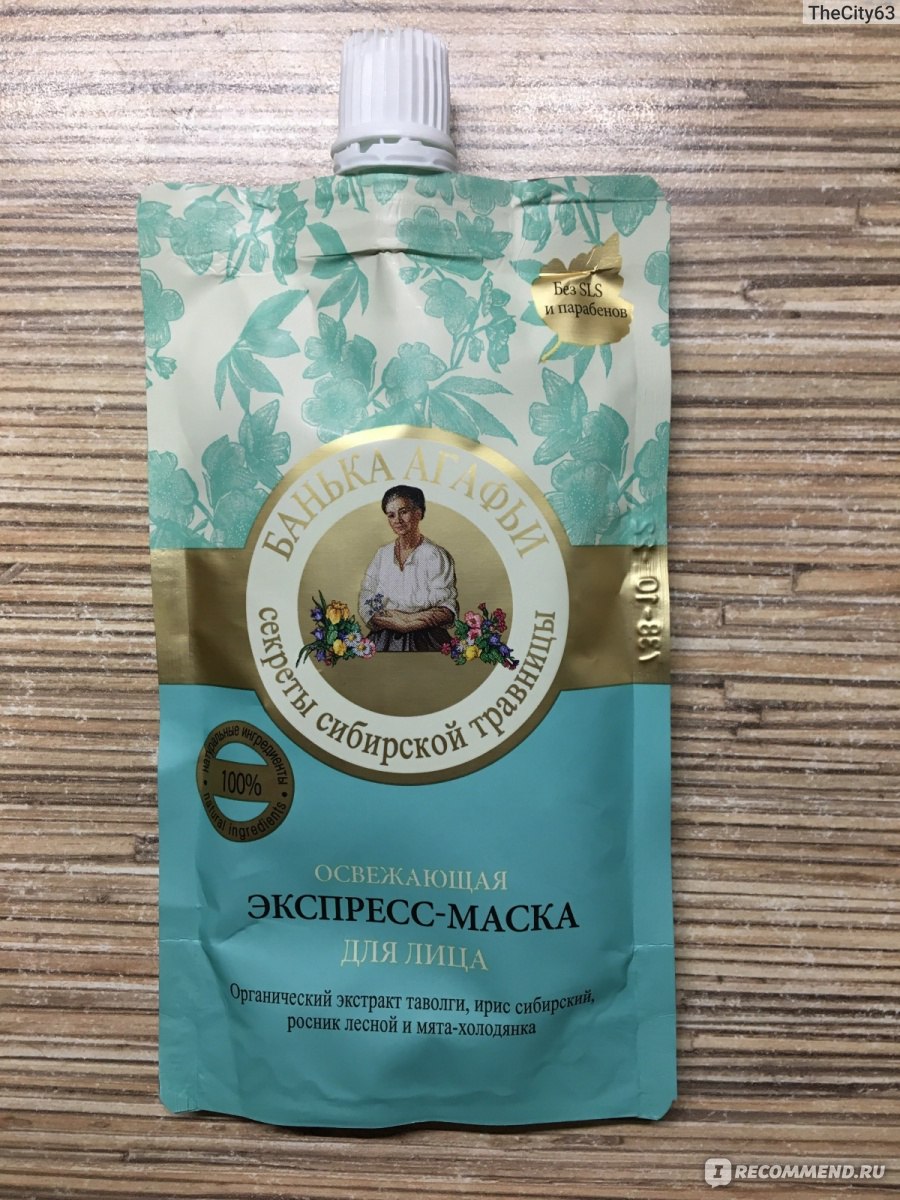 TheCity63
Без SLS
и парабенов
БАНЬКА АГАФЬИ
секреты сибирской травницы
натуральные ингредиенты
100%
natural ingredients
ОСВЕЖАЮЩАЯ
ЭКСПРЕСС-МАСКА
ДЛЯ ЛИЦА
Органический экстракт таволги, ирис сибирский,
росник лесной и мята-холодянка
IRECOMMEND.RU